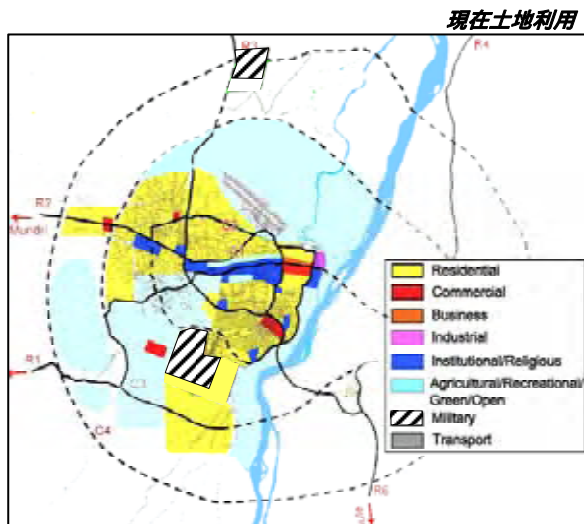 現在土地利用
R4
R7
Mundri
R1
C3
C4
R6
Residential
Commercial
Business
Industrial
Institutional/Religious
Agricultural/Recreational/
Green/Open
Military
Transport